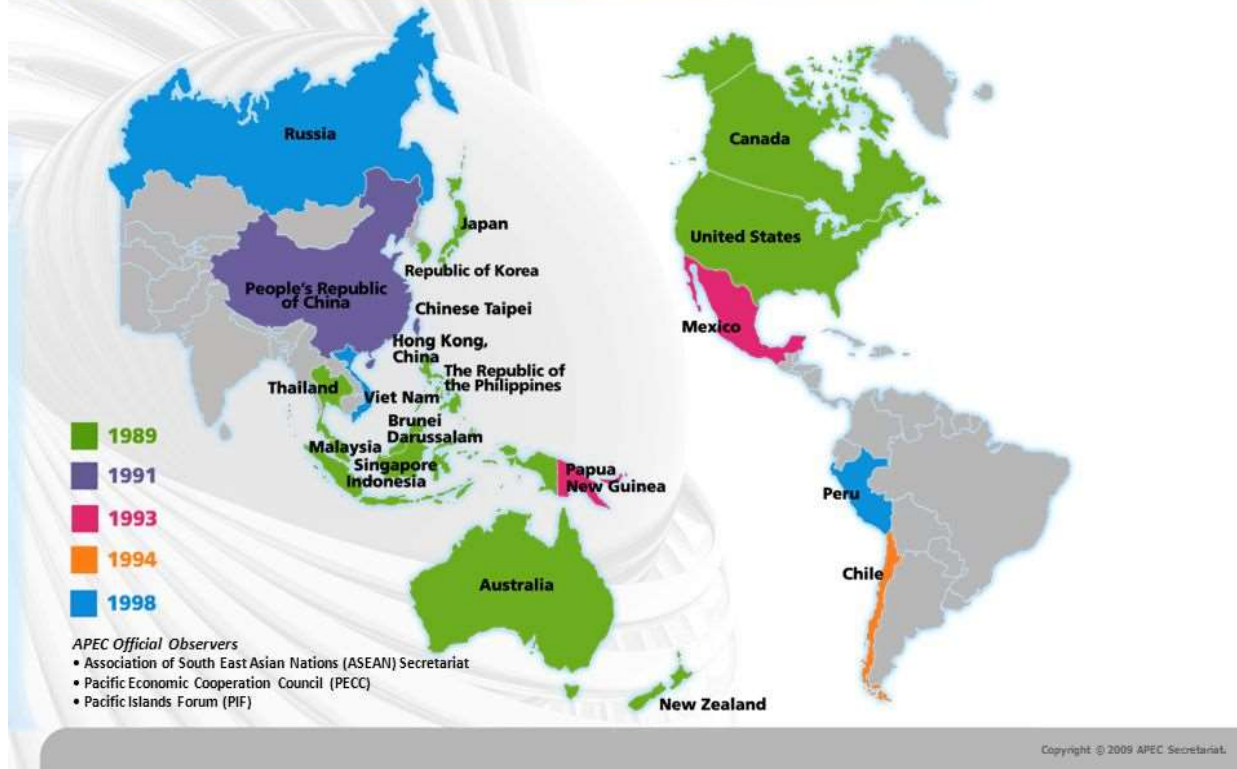 Russia
Canada
Japan
United States
Republic of Korea
People's Republic
of China
Chinese Taipei
Mexico
Hong Kong,
China
The Republic of
the Philippines
Thailand
Viet Nam
Brunei
Darussalam
Malaysia
Singapore
Indonesia
Papua
New Guinea
Peru
Chile
Australia
New Zealand
1989
1991
1993
1994
1998
APEC Official Observers
• Association of South East Asian Nations (ASEAN) Secretariat
• Pacific Economic Cooperation Council (PECC)
• Pacific Islands Forum (PIF)
Copyright © 2009 APEC Secretariat.